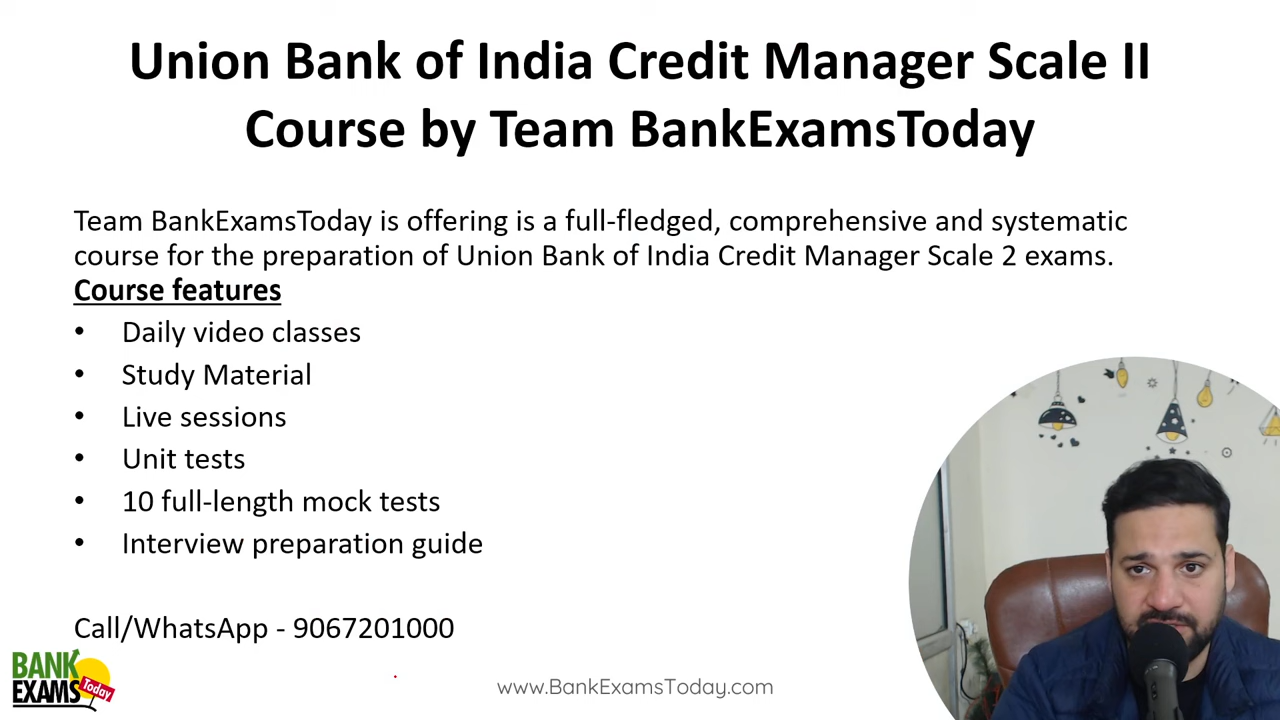 Union Bank of India Credit Manager Scale II
Course by Team BankExamsToday
Team BankExamsToday is offering is a full-fledged, comprehensive and systematic
course for the preparation of Union Bank of India Credit Manager Scale 2 exams.
Course features
• Daily video classes
• Study Material
• Live sessions
• Unit tests
• 10 full-length mock tests
• Interview preparation guide
Call/WhatsApp - 9067201000
BANK
EXAMS Today
www.BankExamsToday.com